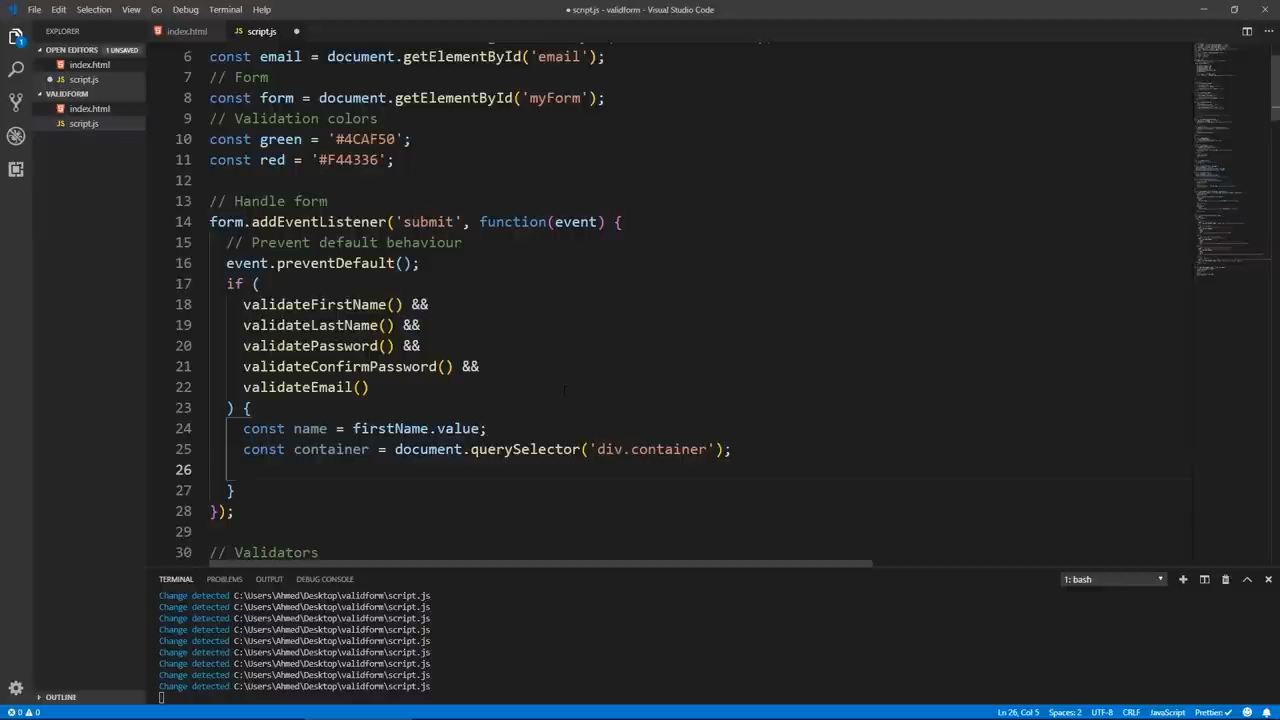 File Edit Selection View Go Debug Terminal Help
● script.js - validform - Visual Studio Code
EXPLORER
index.html
script.js
OPEN EDITORS 1 UNSAVED
index.html
script.js
VALIDFORM
index.html
script.js
OUTLINE
6 const email = document.getElementById('email');
7 // Form
8 const form = document.getElementById('myForm');
9 // Validation colors
10 const green = '#4CAF50';
11 const red = '#F44336';
12
13 // Handle form
14 form.addEventListener('submit', function(event) {
15 // Prevent default behaviour
16 event.preventDefault();
17 if (
18 validateFirstName() &&
19 validateLastName() &&
20 validatePassword() &&
21 validateConfirmPassword() &&
22 validateEmail()
23 ) {
24 const name = firstName.value;
25 const container = document.querySelector('div.container');
26
27 }
28 });
29
30 // Validators
TERMINAL PROBLEMS OUTPUT DEBUG CONSOLE
1: bash
Change detected C:\Users\Ahmed\Desktop\validform\script.js
Change detected C:\Users\Ahmed\Desktop\validform\script.js
Change detected C:\Users\Ahmed\Desktop\validform\script.js
Change detected C:\Users\Ahmed\Desktop\validform\script.js
Change detected C:\Users\Ahmed\Desktop\validform\script.js
Change detected C:\Users\Ahmed\Desktop\validform\script.js
Change detected C:\Users\Ahmed\Desktop\validform\script.js
Change detected C:\Users\Ahmed\Desktop\validform\script.js
Change detected C:\Users\Ahmed\Desktop\validform\script.js
0 0
Ln 26, Col 5 Spaces: 2 UTF-8 CRLF JavaScript Prettier: ✓